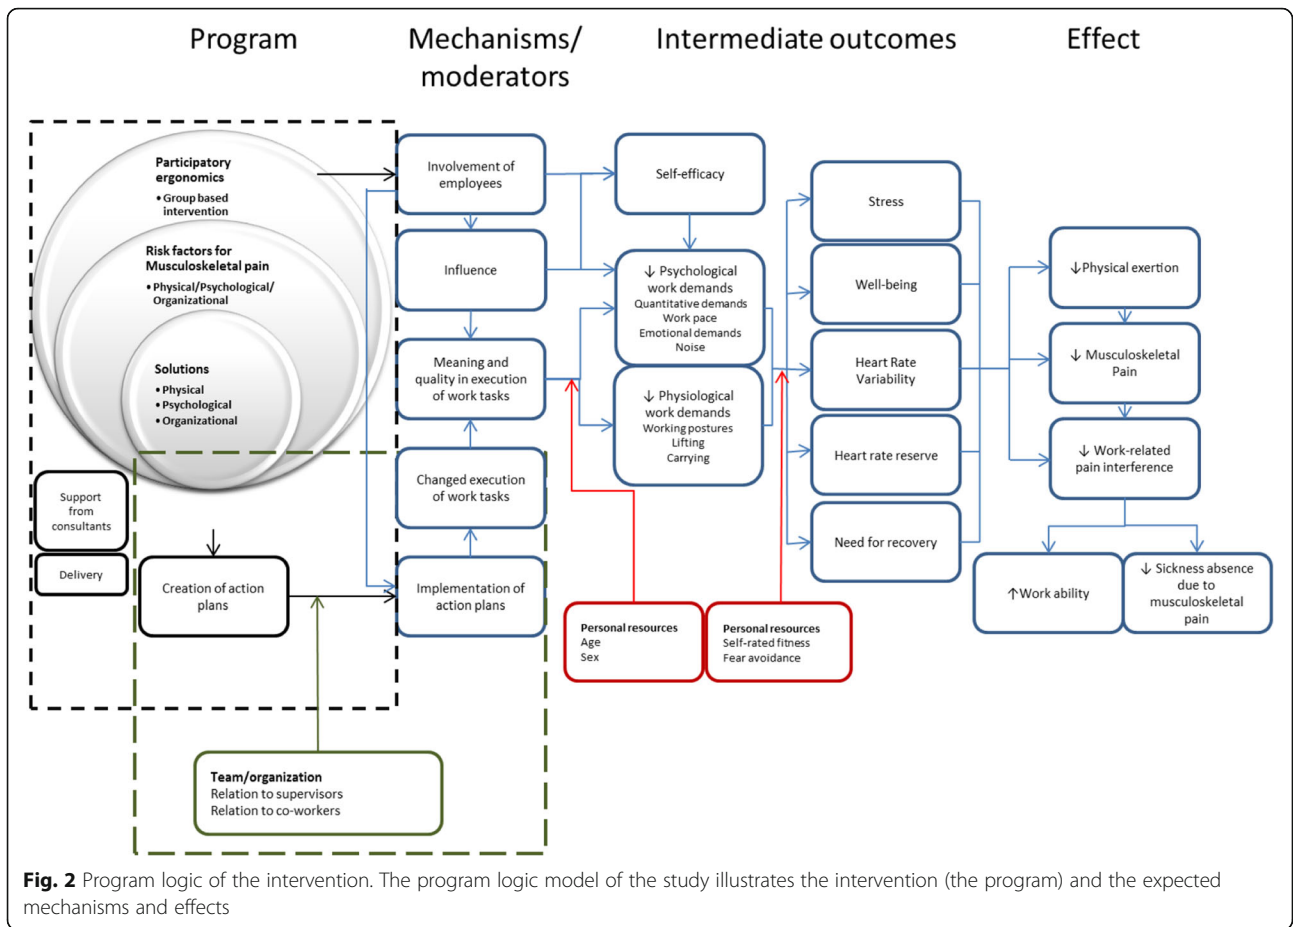 Program
Mechanisms/
moderators
Intermediate outcomes
Effect
Participatory
ergonomics
• Group based
intervention
Risk factors for
Musculoskeletal pain
• Physical/Psychological/
Organizational
Solutions
• Physical
• Psychological
• Organizational
Support
from
consultants
Delivery
Creation of action
plans
Team/organization
Relation to supervisors
Relation to co-workers
Involvement of
employees
Influence
Meaning and
quality in execution
of work tasks
Changed execution
of work tasks
Implementation of
action plans
Self-efficacy
↓ Psychological
work demands
Quantitative demands
Work pace
Emotional demands
Noise
↓ Physiological
work demands
Working postures
Lifting
Carrying
Personal resources
Age
Sex
Personal resources
Self-rated fitness
Fear avoidance
Stress
Well-being
Heart Rate
Variability
Heart rate reserve
Need for recovery
↓Physical exertion
↓ Musculoskeletal
Pain
↓ Work-related
pain interference
↑Work ability
↓ Sickness absence
due to
musculoskeletal
pain
Fig. 2 Program logic of the intervention. The program logic model of the study illustrates the intervention (the program) and the expected
mechanisms and effects